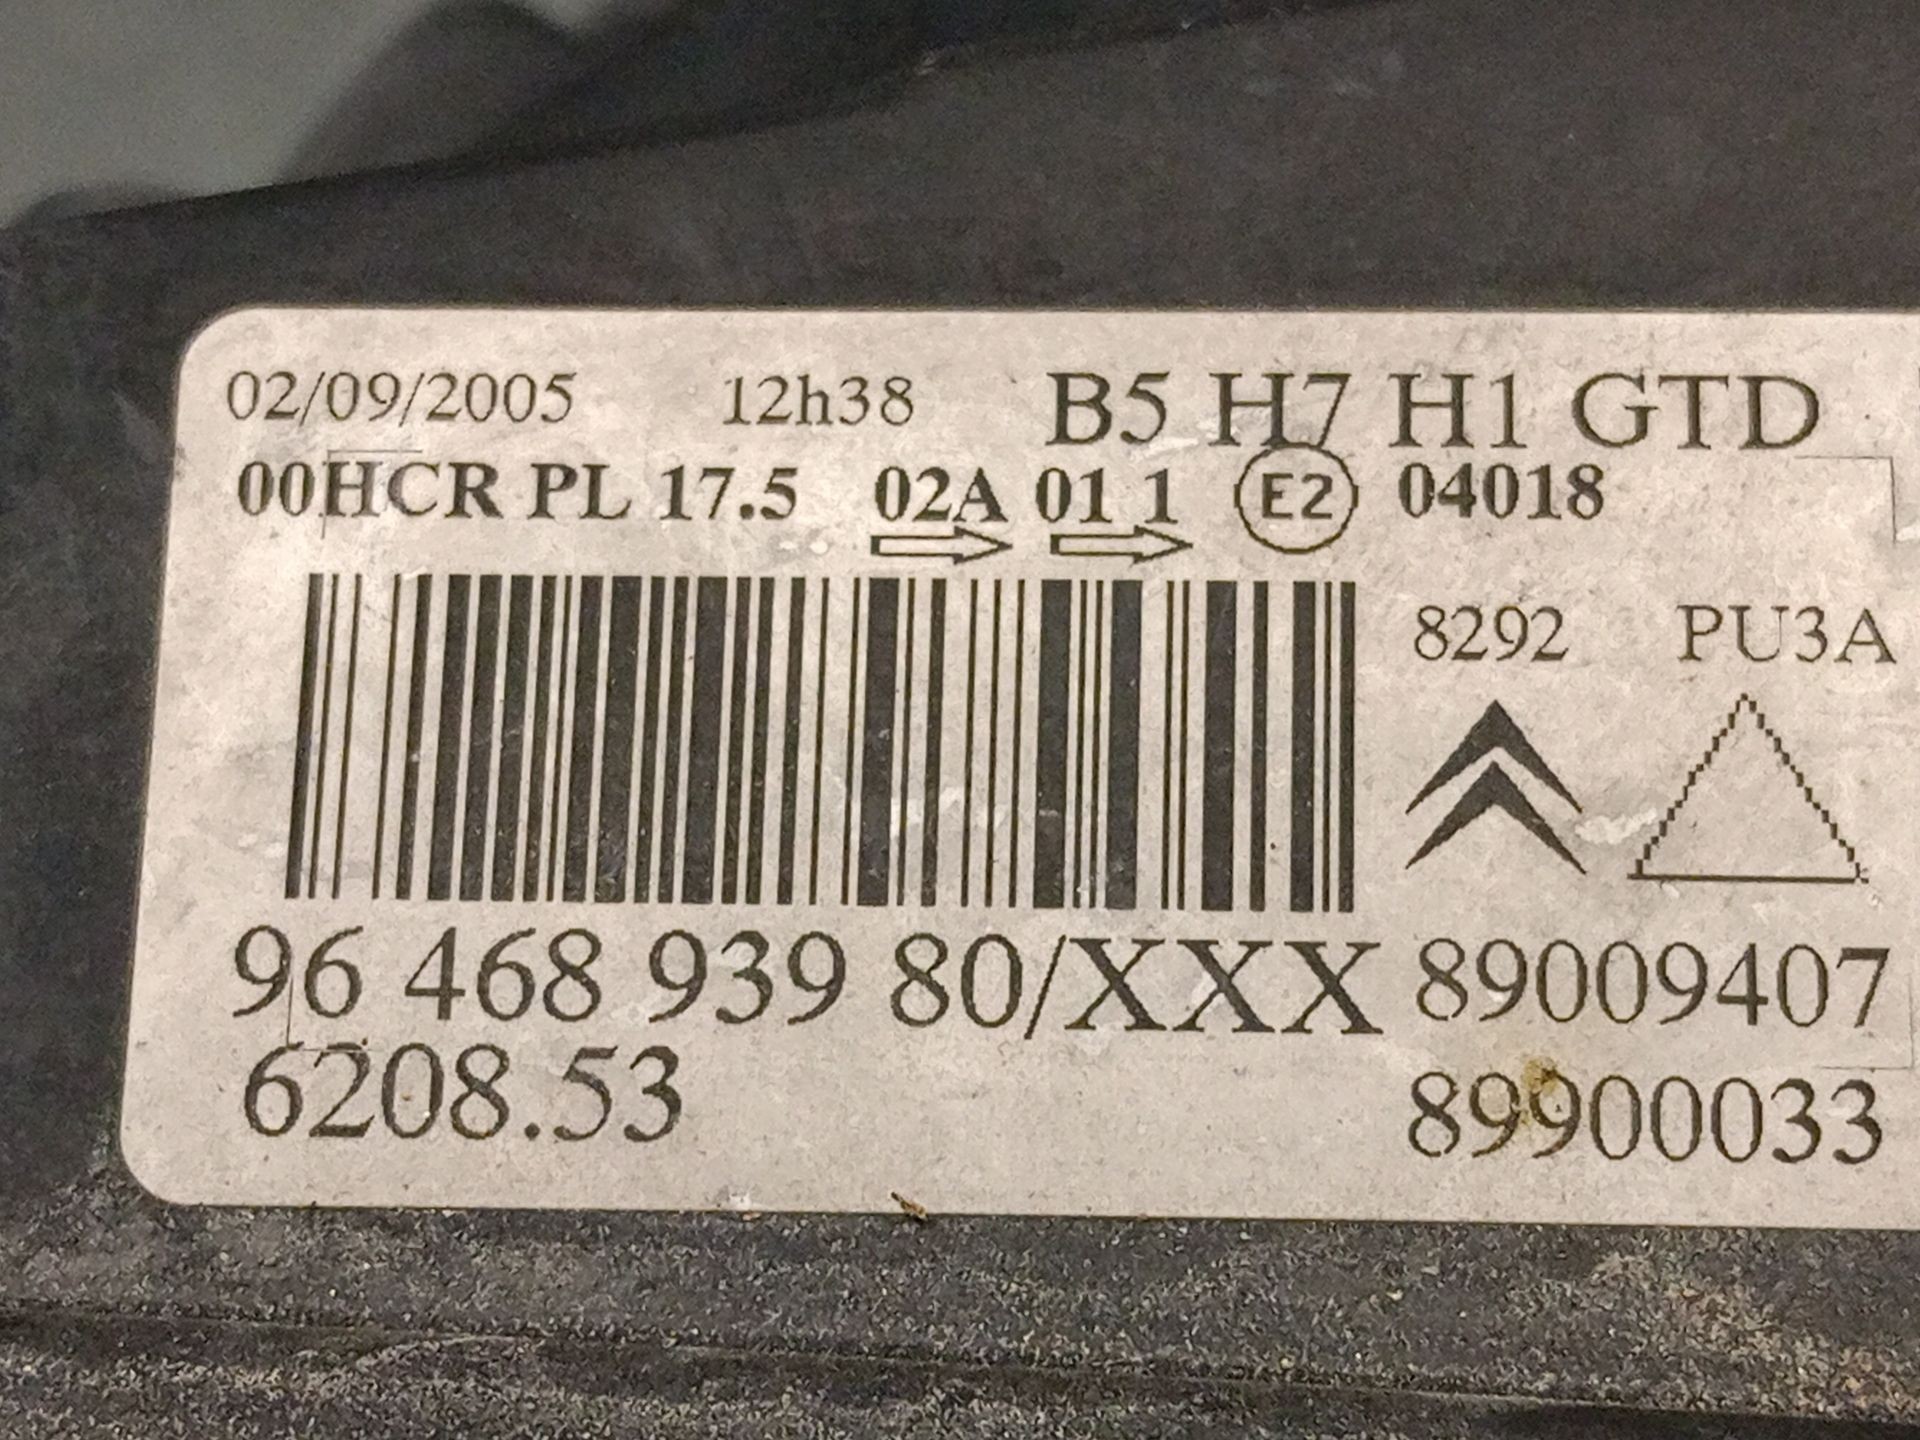 02/09/2005 12h38 B5 H7 H1 GTD
00HCR PL 17.5 02A 01 1 E2 04018
8292 PU3A
96 468 939 80/XXX 89009407
6208.53 89900033